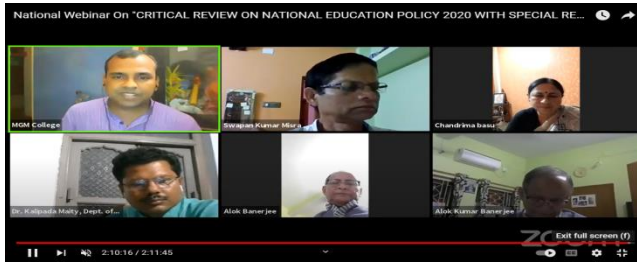 National Webinar On "CRITICAL REVIEW ON NATIONAL EDUCATION POLICY 2020 WITH SPECIAL RE...
MGM College
Swapan Kumar Misra
Chandrima basu
Dr. Kalipada Maity, Dept. of...
Alok Banerjee
Alok Kumar Banerjee
ZOOM
Exit full screen (f)
2:10:16 / 2:11:45